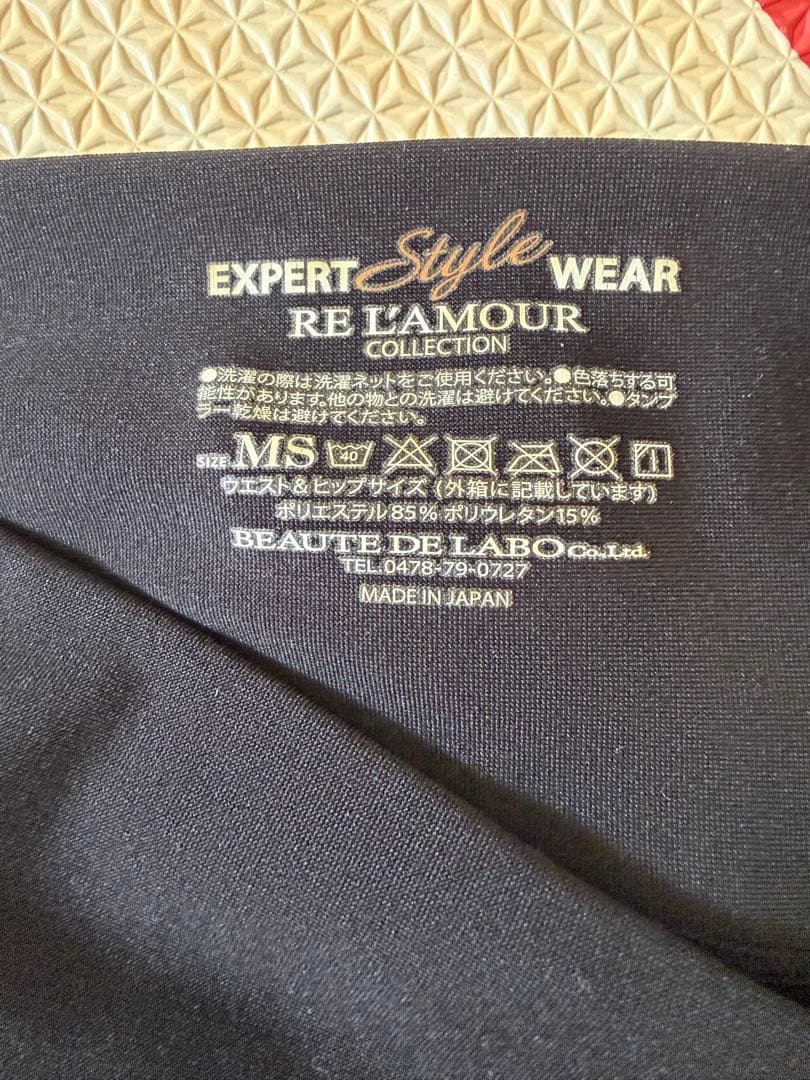 EXPERT Style WEAR
RE L'AMOUR
COLLECTION
●洗濯の際は洗濯ネットをご使用ください。●色落ちする可
能性があります。他の物との洗濯は避けてください。●タンブ
ラー乾燥は避けてください。
SIZE MS 40
ウエスト&ヒップサイズ (外箱に記載しています)
ポリエステル85% ポリウレタン15%
BEAUTE DE LABO Co.,Ltd.
TEL.0478-79-0727
MADE IN JAPAN